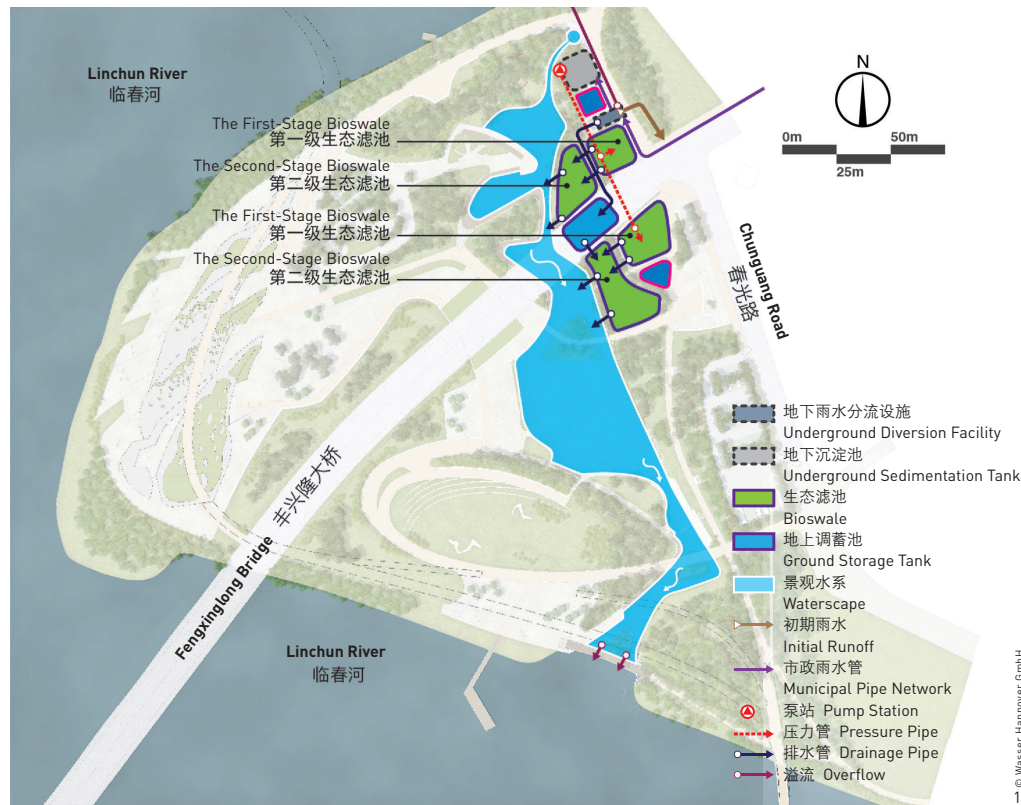 Linchun River
临春河
N
0m
50m
25m
The First-Stage Bioswale
第一级生态滤池
The Second-Stage Bioswale
第二级生态滤池
The First-Stage Bioswale
第一级生态滤池
The Second-Stage Bioswale
第二级生态滤池
Chunguang Road
春光路
Fengxinglong Bridge 丰兴隆大桥
Linchun River
临春河
地下雨水分流设施
Underground Diversion Facility
地下沉淀池
Underground Sedimentation Tank
生态滤池
Bioswale
地上调蓄池
Ground Storage Tank
景观水系
Waterscape
初期雨水
Initial Runoff
市政雨水管
Municipal Pipe Network
泵站 Pump Station
压力管 Pressure Pipe
排水管 Drainage Pipe
溢流 Overflow
© Wasser Hannover GmbH
1